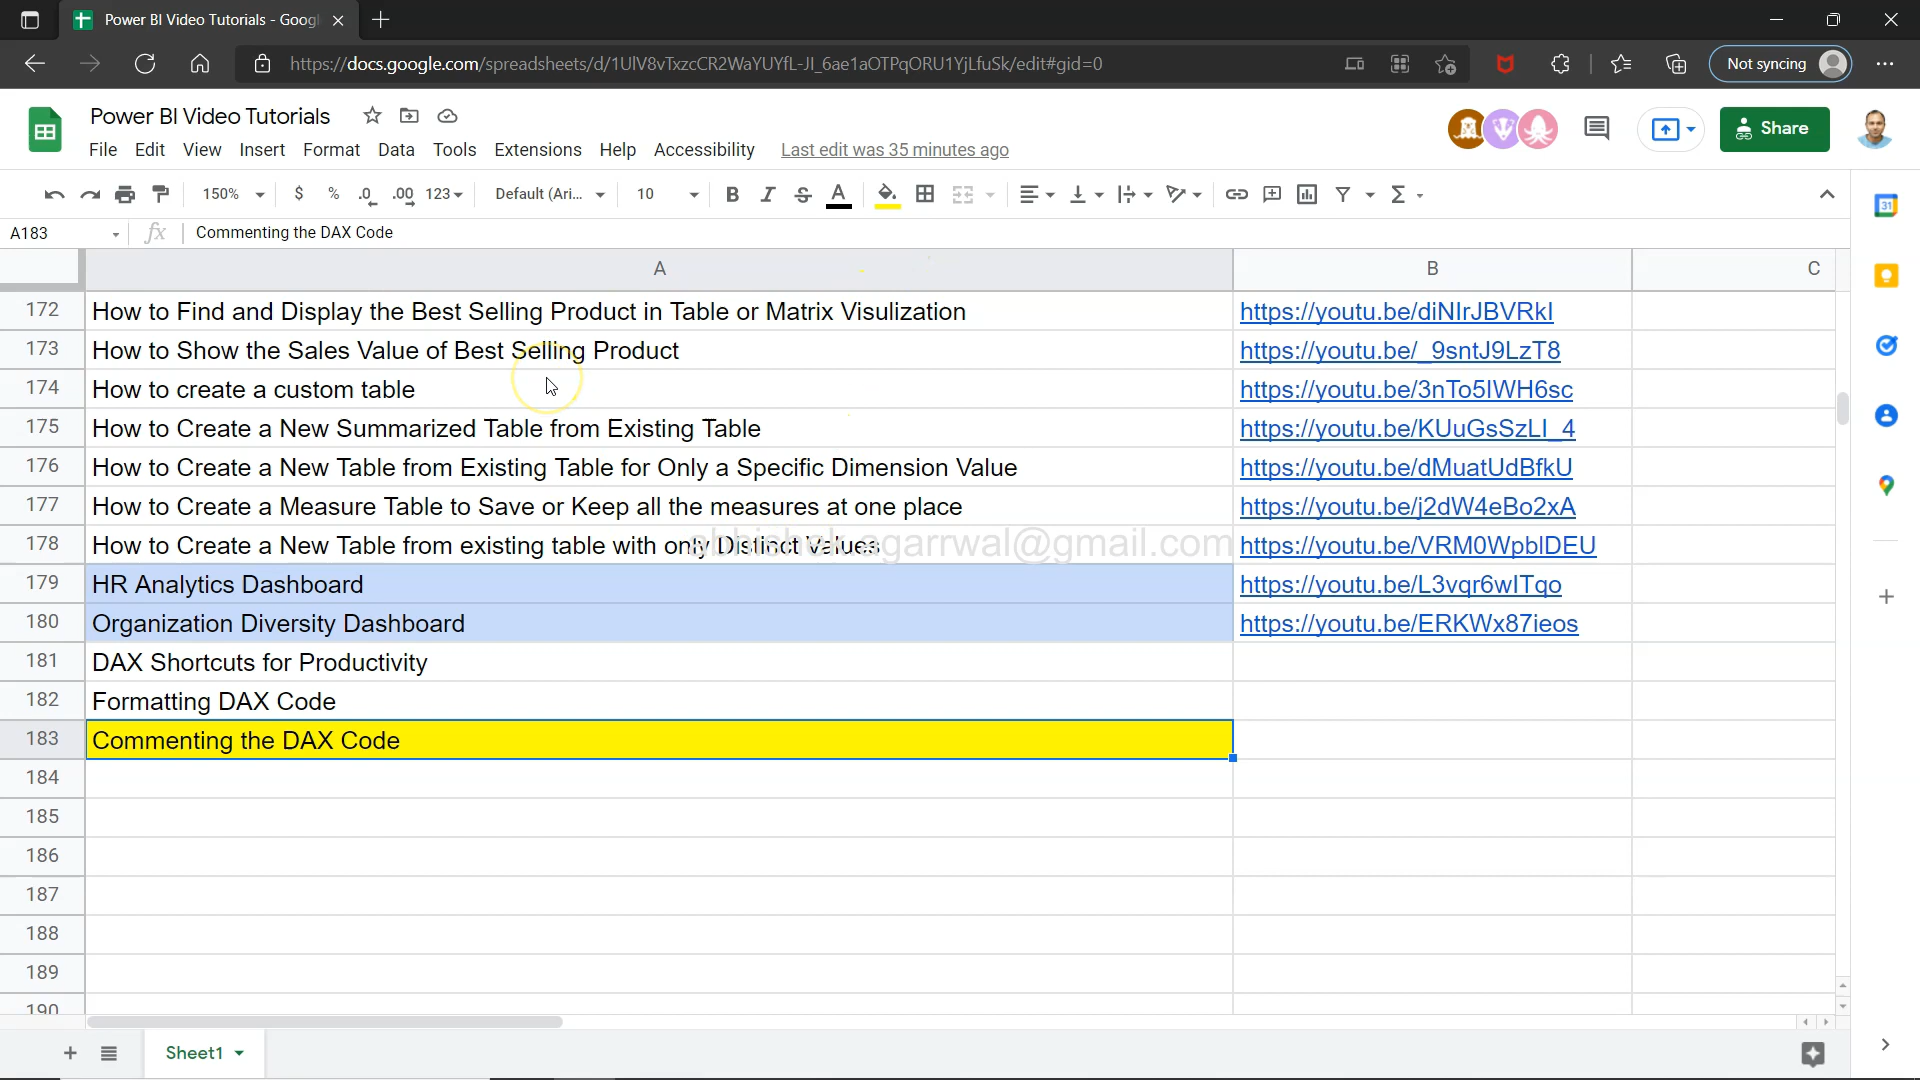 Power BI Video Tutorials - Googl
https://docs.google.com/spreadsheets/d/1UlV8vTxzcCR2WaYUYfL-JI_6ae1aOTPqORU1YjLfuSk/edit#gid=0
Not syncing
Power BI Video Tutorials
Share
File Edit View Insert Format Data Tools Extensions Help Accessibility Last edit was 35 minutes ago
150% $ % .0 .00 123 Default (Ari... 10 B I S A Σ
31
A183 fx Commenting the DAX Code
A B C
172 How to Find and Display the Best Selling Product in Table or Matrix Visulization https://youtu.be/diNIrJBVRkI
173 How to Show the Sales Value of Best Selling Product https://youtu.be/_9sntJ9LzT8
174 How to create a custom table https://youtu.be/3nTo5IWH6sc
175 How to Create a New Summarized Table from Existing Table https://youtu.be/KUuGsSzLI_4
176 How to Create a New Table from Existing Table for Only a Specific Dimension Value https://youtu.be/dMuatUdBfkU
177 How to Create a Measure Table to Save or Keep all the measures at one place https://youtu.be/j2dW4eBo2xA
178 How to Create a New Table from existing table with only Distinct Values https://youtu.be/VRM0WpbIDEU
abhishek.agarrwal@gmail.com
179 HR Analytics Dashboard https://youtu.be/L3vqr6wITqo
180 Organization Diversity Dashboard https://youtu.be/ERKWx87ieos
181 DAX Shortcuts for Productivity
182 Formatting DAX Code
183 Commenting the DAX Code
184
185
186
187
188
189
190
Sheet1